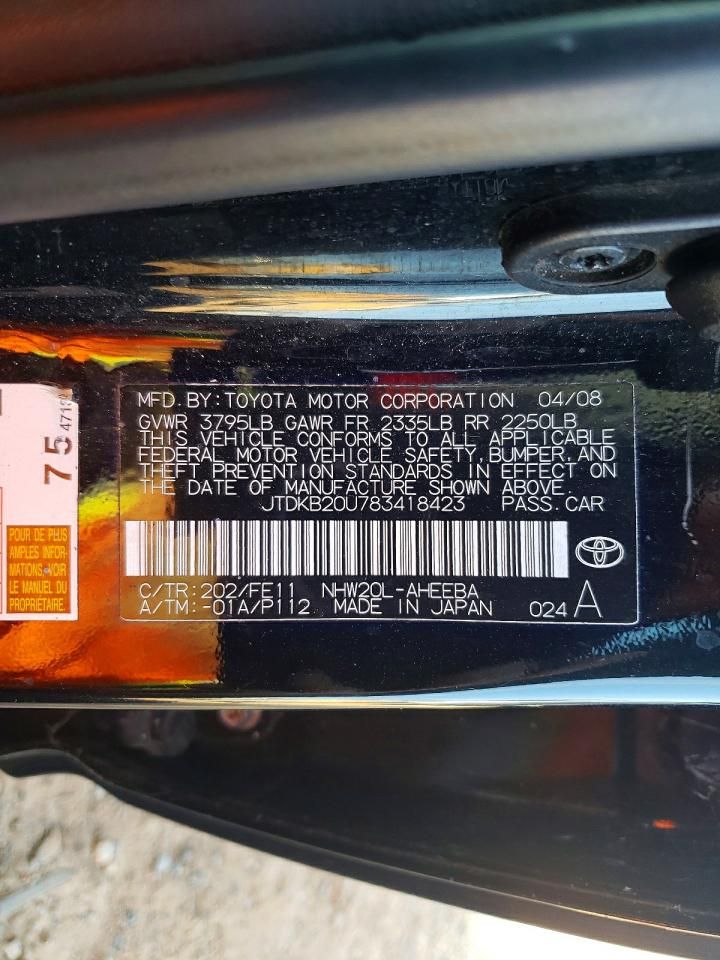 MFD. BY: TOYOTA MOTOR CORPORATION 04/08
GVWR 3795LB GAWR FR 2335LB RR 2250LB
THIS VEHICLE CONFORMS TO ALL APPLICABLE
FEDERAL MOTOR VEHICLE SAFETY, BUMPER, AND
THEFT PREVENTION STANDARDS IN EFFECT ON
THE DATE OF MANUFACTURE SHOWN ABOVE.
JTDKB20U783418423 PASS. CAR
C/TR: 202/FE11 NHW20L-AHEEBA
A/TM: -01A/P112 MADE IN JAPAN 024 A
75
POUR DE PLUS
AMPLES INFOR-
MATIONS, VOIR
LE MANUEL DU
PROPRIÉTAIRE.